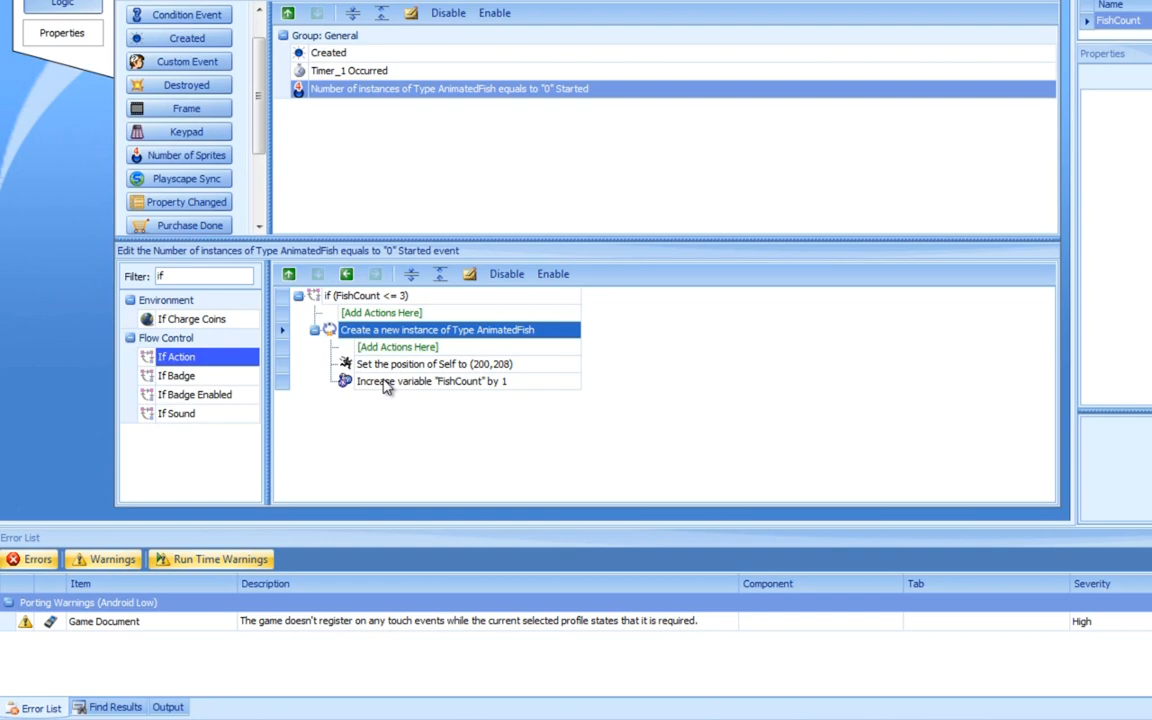 Logic
Properties
Condition Event
Created
Custom Event
Destroyed
Frame
Keypad
Number of Sprites
Playscape Sync
Property Changed
Purchase Done
Disable Enable
Group: General
Created
Timer_1 Occurred
Number of instances of Type AnimatedFish equals to "0" Started
Name
FishCount
Properties
Edit the Number of instances of Type AnimatedFish equals to "0" Started event
Filter: if
Environment
If Charge Coins
Flow Control
If Action
If Badge
If Badge Enabled
If Sound
Disable Enable
if (FishCount <= 3)
[Add Actions Here]
Create a new instance of Type AnimatedFish
[Add Actions Here]
Set the position of Self to (200,208)
Increase variable "FishCount" by 1
Error List
Errors Warnings Run Time Warnings
Item Description Component Tab Severity
Porting Warnings (Android Low)
Game Document The game doesn't register on any touch events while the current selected profile states that it is required. High
Error List Find Results Output